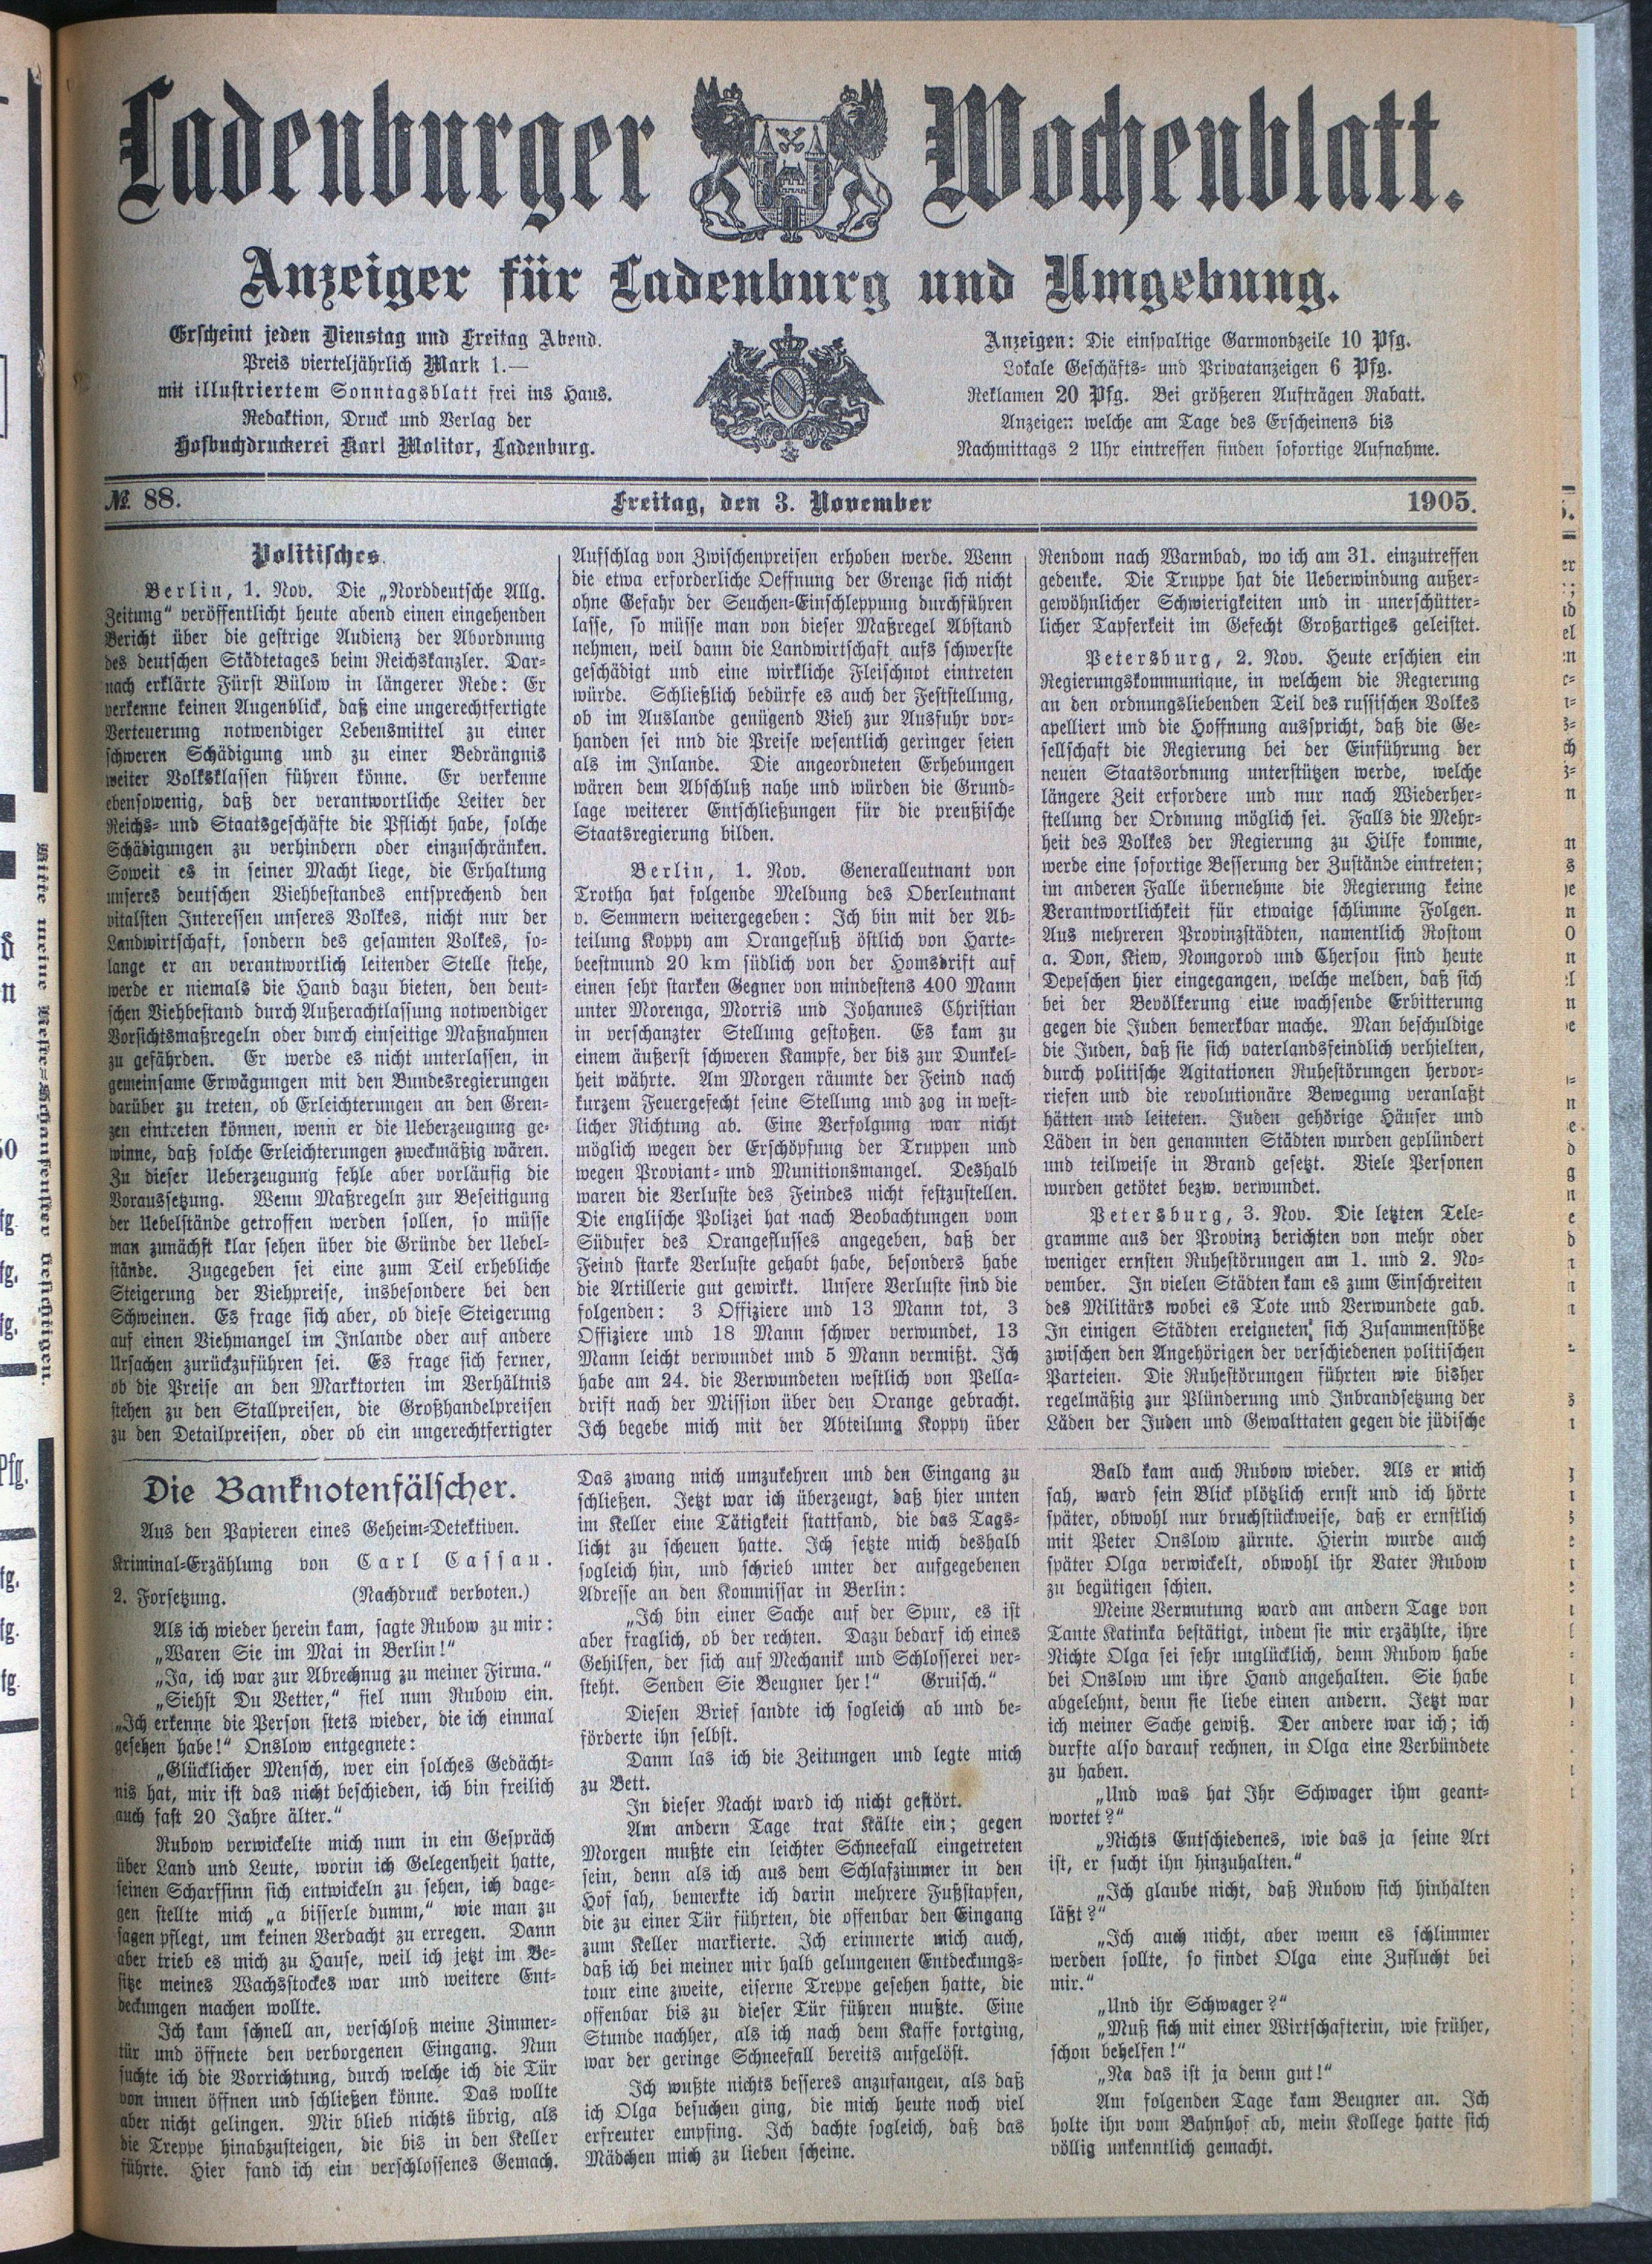 Ladenburger Wochenblatt.
Anzeiger für Ladenburg und Umgebung.
Erscheint jeden Dienstag und Freitag Abend.
Preis vierteljährlich Mark 1.—
mit illustriertem Sonntagsblatt frei ins Haus.
Redaktion, Druck und Verlag der
Hofbuchdruckerei Karl Molitor, Ladenburg.
Anzeigen: Die einspaltige Garmondzeile 10 Pfg.
Lokale Geschäfts- und Privatanzeigen 6 Pfg.
Reklamen 20 Pfg. Bei größeren Aufträgen Rabatt.
Anzeigen welche am Tage des Erscheinens bis
Nachmittags 2 Uhr eintreffen finden sofortige Aufnahme.
№ 88.
Freitag, den 3. November
1905.
Politisches.
Berlin, 1. Nov. Die „Norddeutsche Allg.
Zeitung“ veröffentlicht heute abend einen eingehenden
Bericht über die gestrige Audienz der Abordnung
des deutschen Städtetages beim Reichskanzler. Dar-
nach erklärte Fürst Bülow in längerer Rede: Er
verkenne keinen Augenblick, daß eine ungerechtfertigte
Verteuerung notwendiger Lebensmittel zu einer
schweren Schädigung und zu einer Bedrängnis
weiter Volksklassen führen könne. Er verkenne
ebensowenig, daß der verantwortliche Leiter der
Reichs- und Staatsgeschäfte die Pflicht habe, solche
Schädigungen zu verhindern oder einzuschränken.
Soweit es in seiner Macht liege, die Erhaltung
unseres deutschen Viehbestandes entsprechend den
vitalsten Interessen unseres Volkes, nicht nur der
Landwirtschaft, sondern des gesamten Volkes, so-
lange er an verantwortlich leitender Stelle stehe,
werde er niemals die Hand dazu bieten, den deut-
schen Viehbestand durch Außerachtlassung notwendiger
Vorsichtsmaßregeln oder durch einseitige Maßnahmen
zu gefährden. Er werde es nicht unterlassen, in
gemeinsame Erwägungen mit den Bundesregierungen
darüber zu treten, ob Erleichterungen an den Gren-
zen eintreten können, wenn er die Ueberzeugung ge-
winne, daß solche Erleichterungen zweckmäßig wären.
Zu dieser Ueberzeugung fehle aber vorläufig die
Voraussetzung. Wenn Maßregeln zur Beseitigung
der Uebelstände getroffen werden sollen, so müsse
man zunächst klar sehen über die Gründe der Uebel-
stände. Zugegeben sei eine zum Teil erhebliche
Steigerung der Viehpreise, insbesondere bei den
Schweinen. Es frage sich aber, ob diese Steigerung
auf einen Viehmangel im Inlande oder auf andere
Ursachen zurückzuführen sei. Es frage sich ferner,
ob die Preise an den Marktorten im Verhältnis
stehen zu den Stallpreisen, die Großhandelpreisen
zu den Detailpreisen, oder ob ein ungerechtfertigter
Aufschlag von Zwischenpreisen erhoben werde. Wenn
die etwa erforderliche Oeffnung der Grenze sich nicht
ohne Gefahr der Seuchen-Einschleppung durchführen
lasse, so müsse man von dieser Maßregel Abstand
nehmen, weil dann die Landwirtschaft aufs schwerste
geschädigt und eine wirkliche Fleischnot eintreten
würde. Schließlich bedürfe es auch der Feststellung,
ob im Auslande genügend Vieh zur Ausfuhr vor-
handen sei nnd die Preise wesentlich geringer seien
als im Inlande. Die angeordneten Erhebungen
wären dem Abschluß nahe und würden die Grund-
lage weiterer Entschließungen für die preußische
Staatsregierung bilden.
Berlin, 1. Nov. Generalleutnant von
Trotha hat folgende Meldung des Oberleutnant
v. Semmern weitergegeben: Ich bin mit der Ab-
teilung Koppy am Orangefluß östlich von Harte-
beestmund 20 km südlich von der Homsdrift auf
einen sehr starken Gegner von mindestens 400 Mann
unter Morenga, Morris und Johannes Christian
in verschanzter Stellung gestoßen. Es kam zu
einem äußerst schweren Kampfe, der bis zur Dunkel-
heit währte. Am Morgen räumte der Feind nach
kurzem Feuergefecht seine Stellung und zog in west-
licher Richtung ab. Eine Verfolgung war nicht
möglich wegen der Erschöpfung der Truppen und
wegen Proviant- und Munitionsmangel. Deshalb
waren die Verluste des Feindes nicht festzustellen.
Die englische Polizei hat nach Beobachtungen vom
Südufer des Orangeflusses angegeben, daß der
Feind starke Verluste gehabt habe, besonders habe
die Artillerie gut gewirkt. Unsere Verluste sind die
folgenden: 3 Offiziere und 13 Mann tot, 3
Offiziere und 18 Mann schwer verwundet, 13
Mann leicht verwundet und 5 Mann vermißt. Ich
habe am 24. die Verwundeten westlich von Pella-
drift nach der Mission über den Orange gebracht.
Ich begebe mich mit der Abteilung Koppy über
Rendom nach Warmbad, wo ich am 31. einzutreffen
gedenke. Die Truppe hat die Ueberwindung außer-
gewöhnlicher Schwierigkeiten und in unerschütter-
licher Tapferkeit im Gefecht Großartiges geleistet.
Petersburg, 2. Nov. Heute erschien ein
Regierungskommunique, in welchem die Regierung
an den ordnungsliebenden Teil des russischen Volkes
apelliert und die Hoffnung ausspricht, daß die Ge-
sellschaft die Regierung bei der Einführung der
neuen Staatsordnung unterstützen werde, welche
längere Zeit erfordere und nur nach Wiederher-
stellung der Ordnung möglich sei. Falls die Mehr-
heit des Volkes der Regierung zu Hilfe komme,
werde eine sofortige Besserung der Zustände eintreten;
im anderen Falle übernehme die Regierung keine
Verantwortlichkeit für etwaige schlimme Folgen.
Aus mehreren Provinzstädten, namentlich Rostom
a. Don, Kiew, Nomgorod und Chersou sind heute
Depeschen hier eingegangen, welche melden, daß sich
bei der Bevölkerung eine wachsende Erbitterung
gegen die Juden bemerkbar mache. Man beschuldige
die Juden, daß sie sich vaterlandsfeindlich verhielten,
durch politische Agitationen Ruhestörungen hervor-
riefen und die revolutionäre Bewegung veranlaßt
hätten und leiteten. Juden gehörige Häuser und
Läden in den genannten Städten wurden geplündert
und teilweise in Brand gesetzt. Viele Personen
wurden getötet bezw. verwundet.
Petersburg, 3. Nov. Die letzten Tele-
gramme aus der Provinz berichten von mehr oder
weniger ernsten Ruhestörungen am 1. und 2. No-
vember. In vielen Städten kam es zum Einschreiten
des Militärs wobei es Tote und Verwundete gab.
In einigen Städten ereigneten sich Zusammenstöße
zwischen den Angehörigen der verschiedenen politischen
Parteien. Die Ruhestörungen führten wie bisher
regelmäßig zur Plünderung und Inbrandsetzung der
Läden der Juden und Gewalttaten gegen die jüdische
Die Banknotenfälscher.
Aus den Papieren eines Geheim-Detektiven.
Kriminal-Erzählung von Carl Cassau.
2. Forsetzung. (Nachdruck verboten.)
Als ich wieder herein kam, sagte Rubow zu mir:
„Waren Sie im Mai in Berlin!“
„Ja, ich war zur Abrechnug zu meiner Firma.“
„Siehst Du Vetter,“ fiel nun Rubow ein.
„Ich erkenne die Person stets wieder, die ich einmal
gesehen habe!“ Onslow entgegnete:
„Glücklicher Mensch, wer ein solches Gedächt-
nis hat, mir ist das nicht beschieden, ich bin freilich
auch fast 20 Jahre älter.“
Rubow verwickelte mich nun in ein Gespräch
über Land und Leute, worin ich Gelegenheit hatte,
seinen Scharfsinn sich entwickeln zu sehen, ich dage-
gen stellte mich „a bisserle dumm,“ wie man zu
sagen pflegt, um keinen Verdacht zu erregen. Dann
aber trieb es mich zu Hause, weil ich jetzt im Be-
sitze meines Wachsstockes war und weitere Ent-
deckungen machen wollte.
Ich kam schnell an, verschloß meine Zimmer-
tür und öffnete den verborgenen Eingang. Nun
suchte ich die Vorrichtung, durch welche ich die Tür
von innen öffnen und schließen könne. Das wollte
aber nicht gelingen. Mir blieb nichts übrig, als
die Treppe hinabzusteigen, die bis in den Keller
führte. Hier fand ich ein verschlossenes Gemach.
Das zwang mich umzukehren und den Eingang zu
schließen. Jetzt war ich überzeugt, daß hier unten
im Keller eine Tätigkeit stattfand, die das Tags-
licht zu scheuen hatte. Ich setzte mich deshalb
sogleich hin, und schrieb unter der aufgegebenen
Adresse an den Kommissar in Berlin:
„Ich bin einer Sache auf der Spur, es ist
aber fraglich, ob der rechten. Dazu bedarf ich eines
Gehilfen, der sich auf Mechanik und Schlosserei ver-
steht. Senden Sie Beugner her!“ Gruisch.“
Diesen Brief sandte ich sogleich ab und be-
förderte ihn selbst.
Dann las ich die Zeitungen und legte mich
zu Bett.
In dieser Nacht ward ich nicht gestört.
Am andern Tage trat Kälte ein; gegen
Morgen mußte ein leichter Schneefall eingetreten
sein, denn als ich aus dem Schlafzimmer in den
Hof sah, bemerkte ich darin mehrere Fußstapfen,
die zu einer Tür führten, die offenbar den Eingang
zum Keller markierte. Ich erinnerte mich auch,
daß ich bei meiner mir halb gelungenen Entdeckungs-
tour eine zweite, eiserne Treppe gesehen hatte, die
offenbar bis zu dieser Tür führen mußte. Eine
Stunde nachher, als ich nach dem Kaffe fortging,
war der geringe Schneefall bereits aufgelöst.
Ich wußte nichts besseres anzufangen, als daß
ich Olga besuchen ging, die mich heute noch viel
erfreuter empfing. Ich dachte sogleich, daß das
Mädchen mich zu lieben scheine.
Bald kam auch Rubow wieder. Als er mich
sah, ward sein Blick plötzlich ernst und ich hörte
später, obwohl nur bruchstückweise, daß er ernstlich
mit Peter Onslow zürnte. Hierin wurde auch
später Olga verwickelt, obwohl ihr Vater Rubow
zu begütigen schien.
Meine Vermutung ward am andern Tage von
Tante Katinka bestätigt, indem sie mir erzählte, ihre
Nichte Olga sei sehr unglücklich, denn Rubow habe
bei Onslow um ihre Hand angehalten. Sie habe
abgelehnt, denn sie liebe einen andern. Jetzt war
ich meiner Sache gewiß. Der andere war ich; ich
durfte also darauf rechnen, in Olga eine Verbündete
zu haben.
„Und was hat Ihr Schwager ihm geant-
wortet?“
„Nichts Entschiedenes, wie das ja seine Art
ist, er sucht ihn hinzuhalten.“
„Ich glaube nicht, daß Rubow sich hinhalten
läßt?“
„Ich auch nicht, aber wenn es schlimmer
werden sollte, so findet Olga eine Zuflucht bei
mir.“
„Und ihr Schwager?“
„Muß sich mit einer Wirtschafterin, wie früher,
schon behelfen!“
„Na das ist ja denn gut!“
Am folgenden Tage kam Beugner an. Ich
holte ihn vom Bahnhof ab, mein Kollege hatte sich
völlig unkenntlich gemacht.